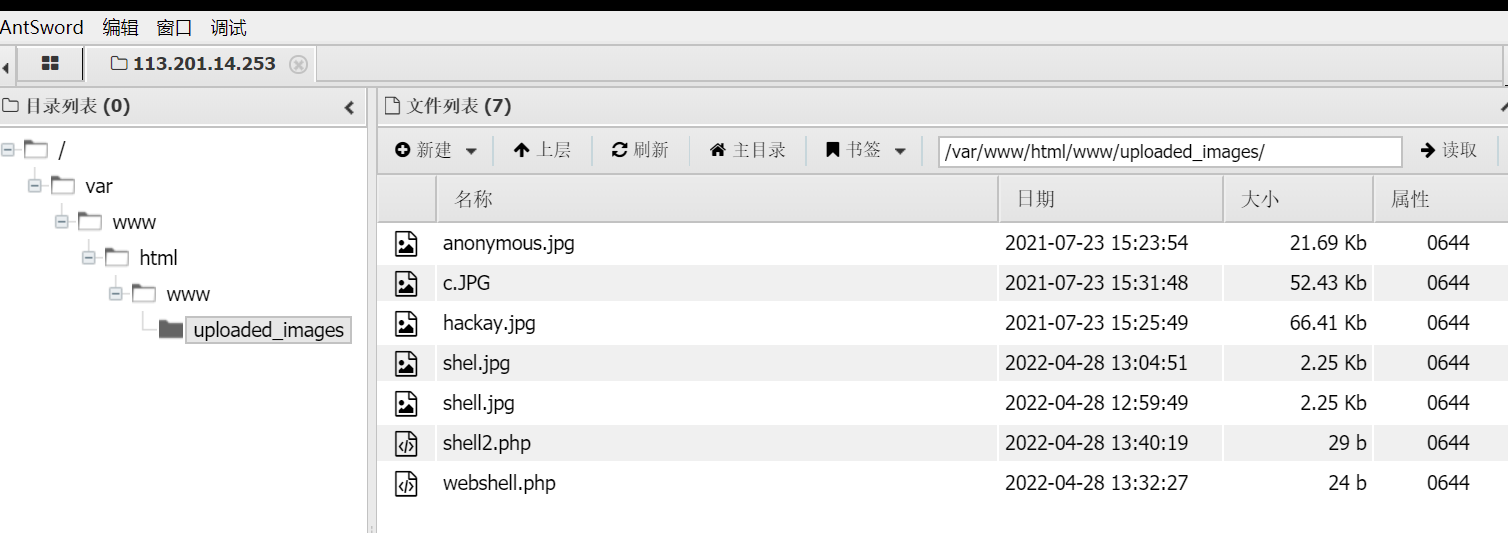 AntSword 编辑 窗口 调试
113.201.14.253
目录列表 (0)
文件列表 (7)
新建 上层 刷新 主目录 书签 /var/www/html/www/uploaded_images/ 读取
/
var
www
html
www
uploaded_images
名称 日期 大小 属性
anonymous.jpg 2021-07-23 15:23:54 21.69 Kb 0644
c.JPG 2021-07-23 15:31:48 52.43 Kb 0644
hackay.jpg 2021-07-23 15:25:49 66.41 Kb 0644
shel.jpg 2022-04-28 13:04:51 2.25 Kb 0644
shell.jpg 2022-04-28 12:59:49 2.25 Kb 0644
shell2.php 2022-04-28 13:40:19 29 b 0644
webshell.php 2022-04-28 13:32:27 24 b 0644